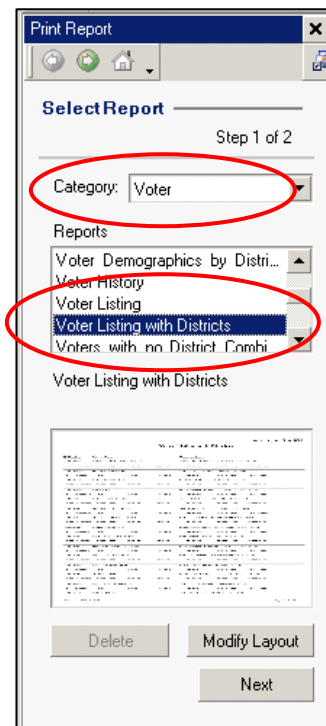 Print Report
Select Report
Step 1 of 2
Category: Voter
Reports
Voter Demographics by Distri...
Voter History
Voter Listing
Voter Listing with Districts
Voters with no District Combi
Voter Listing with Districts
Delete
Modify Layout
Next